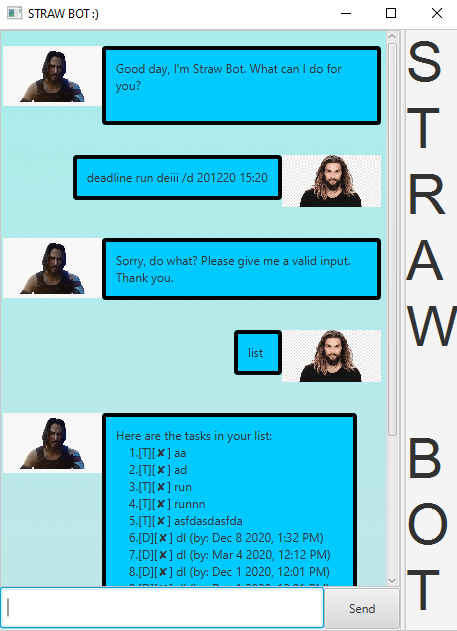 STRAW BOT :)
Good day, I'm Straw Bot. What can I do for
you?
deadline run deiii /d 201220 15:20
Sorry, do what? Please give me a valid input.
Thank you.
list
Here are the tasks in your list:
1.[T][✘] aa
2.[T][✘] ad
3.[T][✘] run
4.[T][✘] runnn
5.[T][✘] asfdasdasfda
6.[D][✘] dl (by: Dec 8 2020, 1:32 PM)
7.[D][✘] dl (by: Mar 4 2020, 12:12 PM)
8.[D][✘] dl (by: Dec 1 2020, 12:01 PM)
Send
S
T
R
A
W
B
O
T